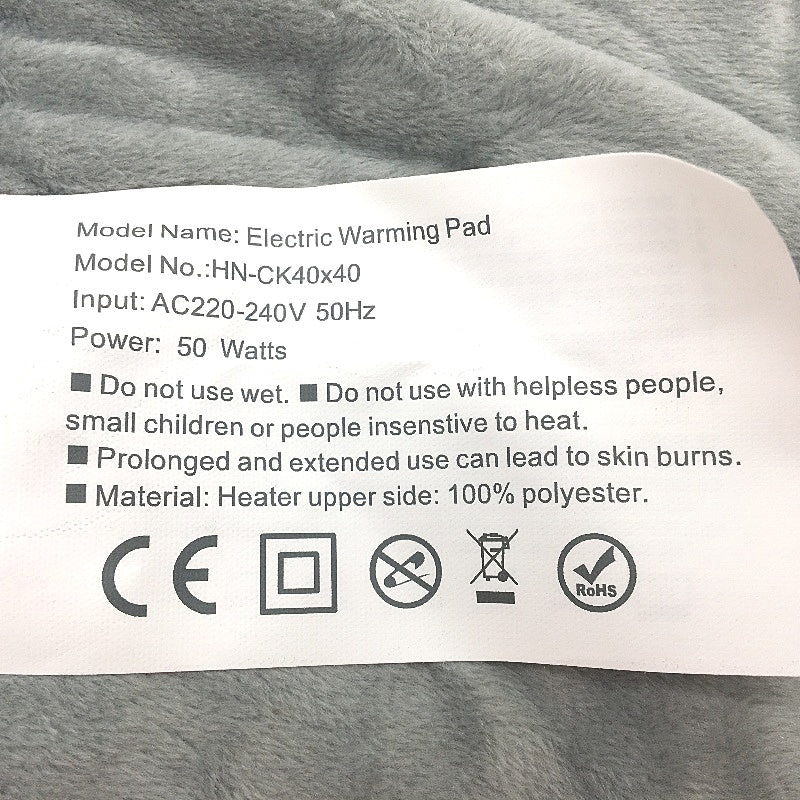 Model Name: Electric Warming Pad
Model No.:HN-CK40x40
Input: AC220-240V 50Hz
Power: 50 Watts
■ Do not use wet. ■ Do not use with helpless people,
small children or people insenstive to heat.
■ Prolonged and extended use can lead to skin burns.
■ Material: Heater upper side: 100% polyester.
CE RoHS